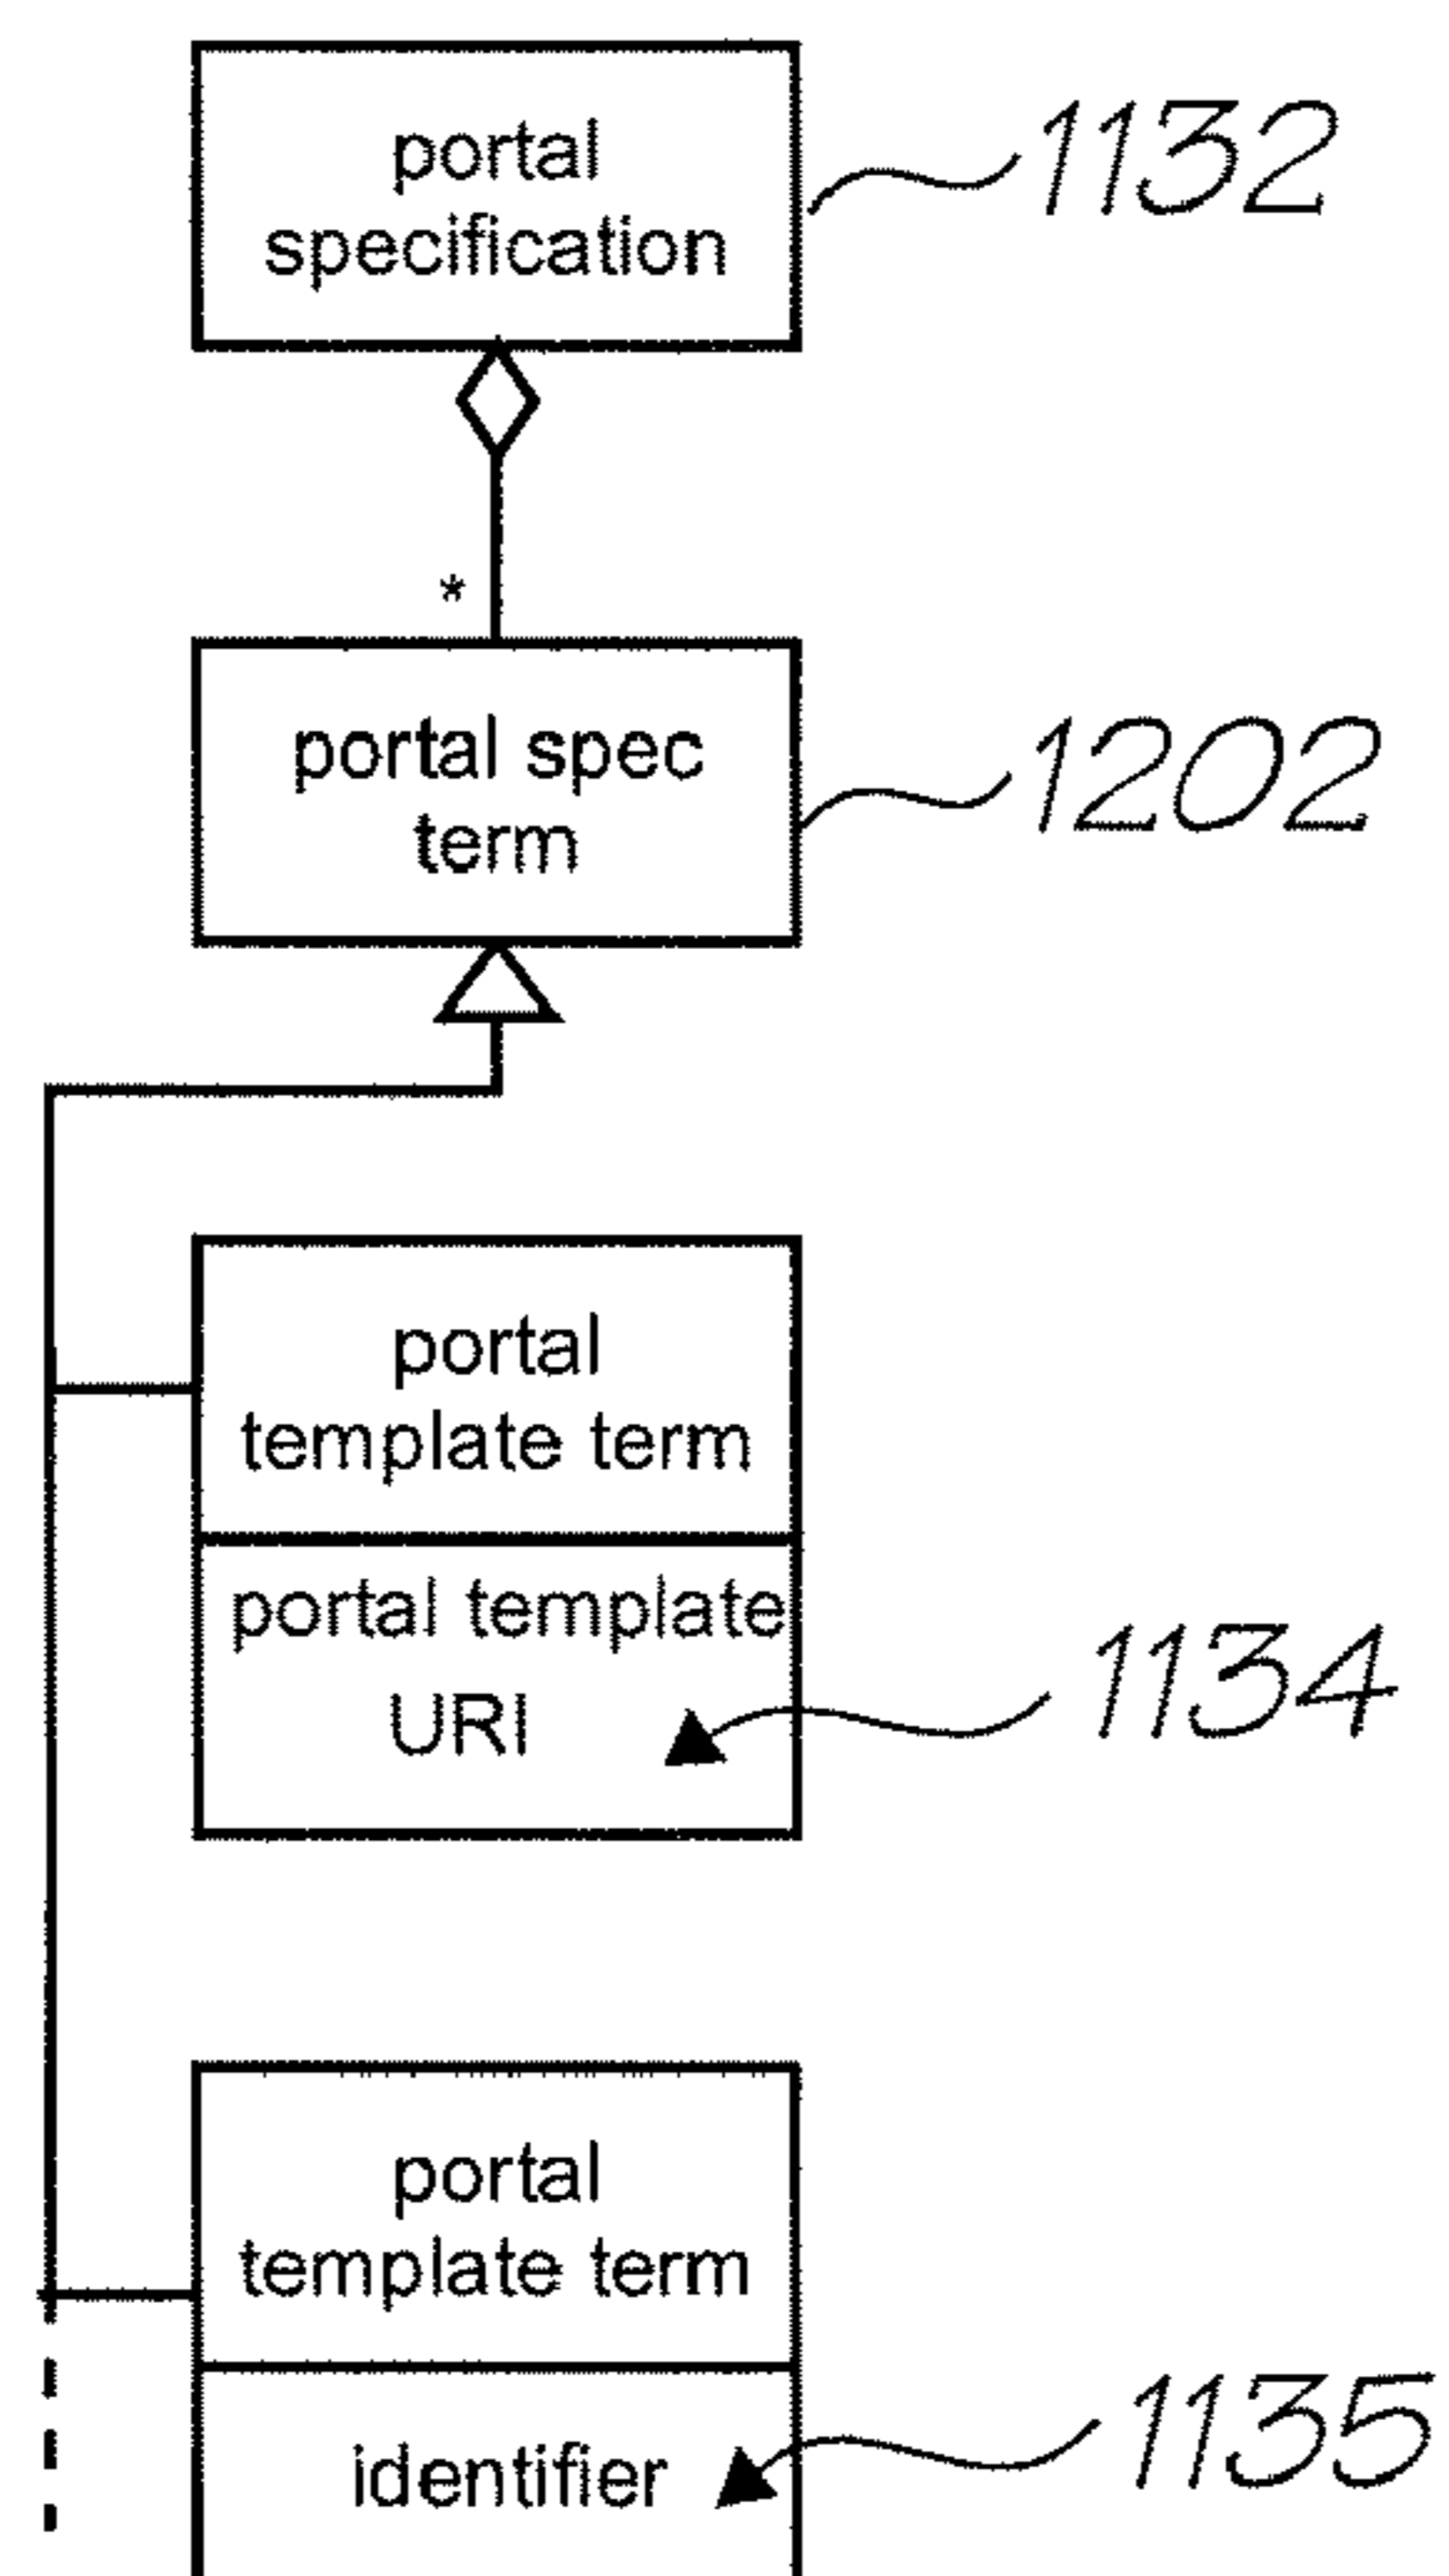 portal
specification
1132
*
portal spec
term
1202
portal
template term
portal template
URI
1134
portal
template term
identifier
1135